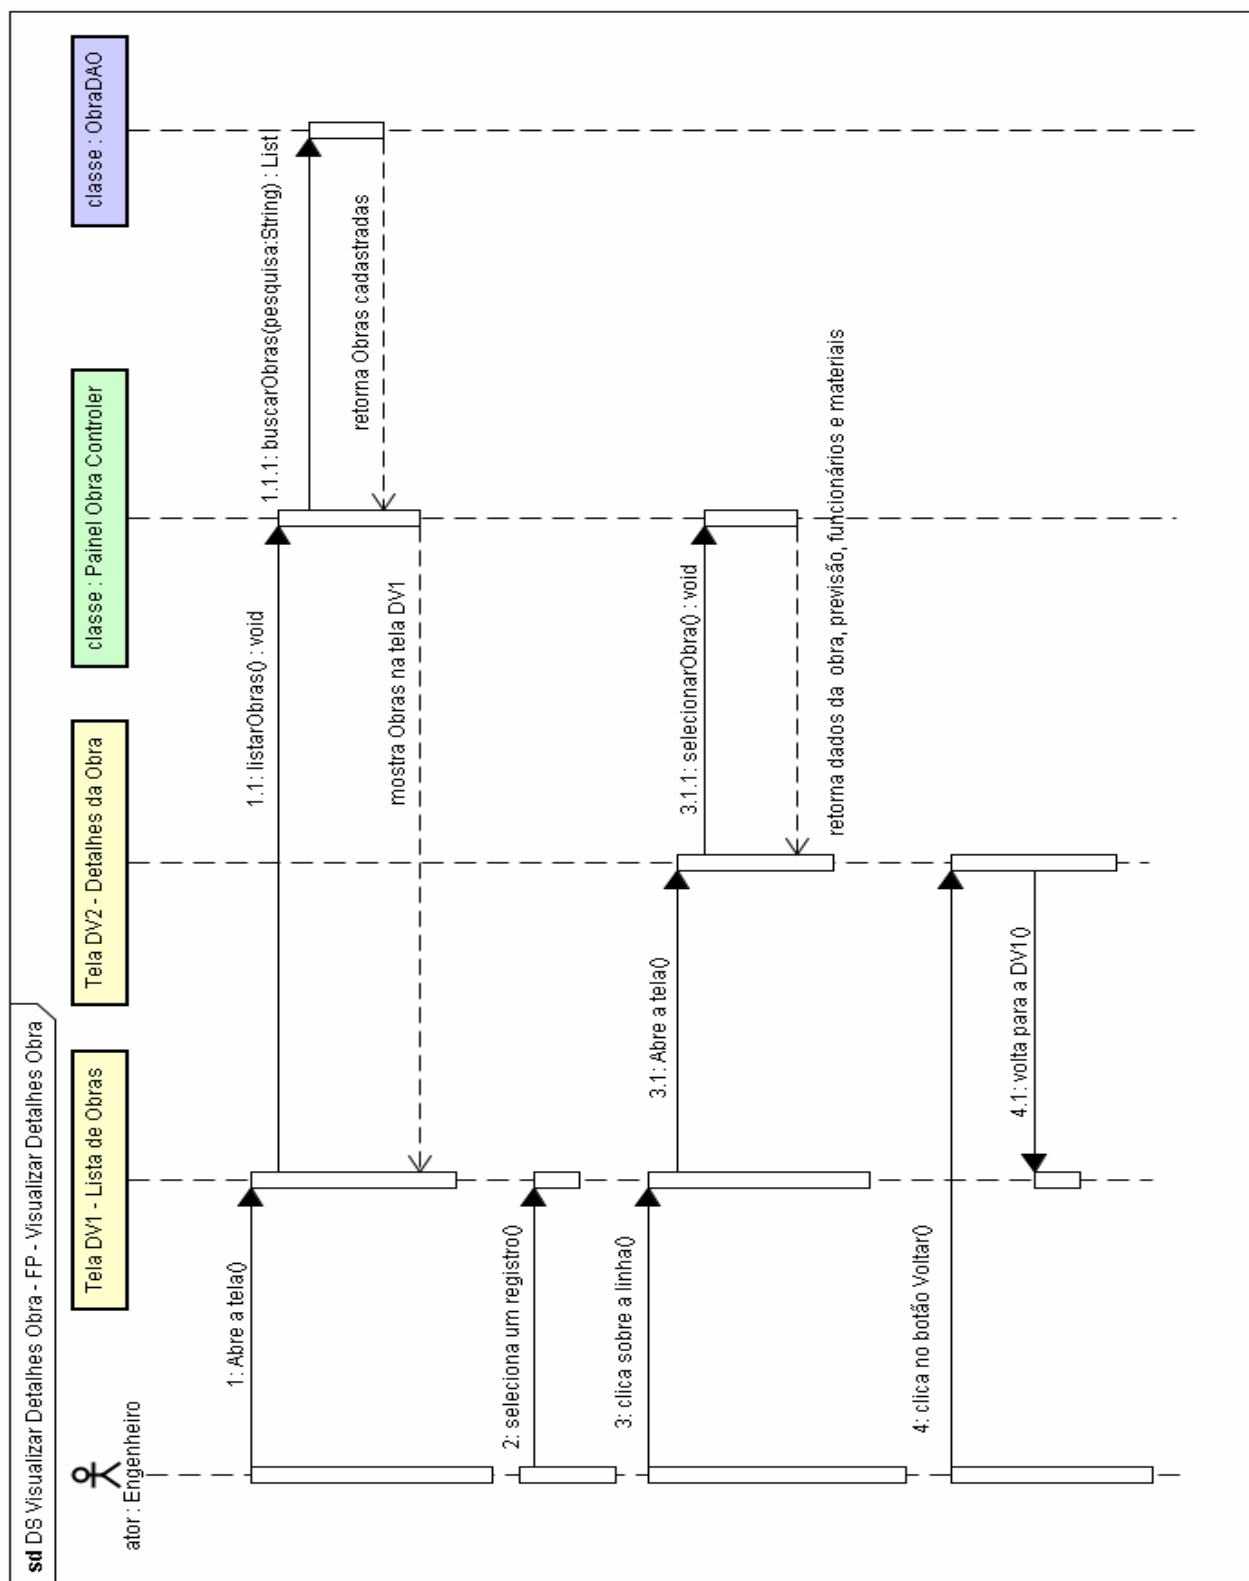 sd DS Visualizar Detalhes Obra - FP - Visualizar Detalhes Obra
ator : Engenheiro
Tela DV1 - Lista de Obras
Tela DV2 - Detalhes da Obra
classe : Painel Obra Controler
classe : ObraDAO
1: Abre a tela()
1.1: listarObras() : void
1.1.1: buscarObras(pesquisa:String) : List
retorna Obras cadastradas
mostra Obras na tela DV1
2: seleciona um registro()
3: clica sobre a linha()
3.1: Abre a tela()
3.1.1: selecionarObra() : void
retorna dados da obra, previsão, funcionários e materiais
4: clica no botão Voltar()
4.1: volta para a DV1()